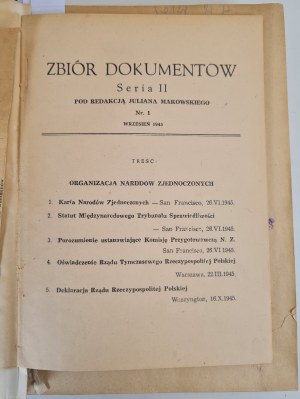 ZBIÓR DOKUMENTOW
Seria II
POD REDAKCJĄ JULJANA MAKOWSKIEGO
Nr. 1
WRZESIEŃ 1945
TREŚĆ:
ORGANIZACJA NARODÓW ZJEDNOCZONYCH
1. Karta Narodów Zjednoczonych — San Francisco, 26.VI.1945.
2. Statut Międzynarodowego Trybunału Sprawiedliwości
— San Francisco, 26.VI.1945.
3. Porozumienie ustanawiające Komisję Przygotowawczą N. Z.
San Francisco, 26.VI.1945.
4. Oświadczenie Rządu Tymczasowego Rzeczypospolitej Polskiej
Warszawa, 22.III.1945.
5. Deklaracja Rządu Rzeczypospolitej Polskiej
Waszyngton, 16.X.1945.